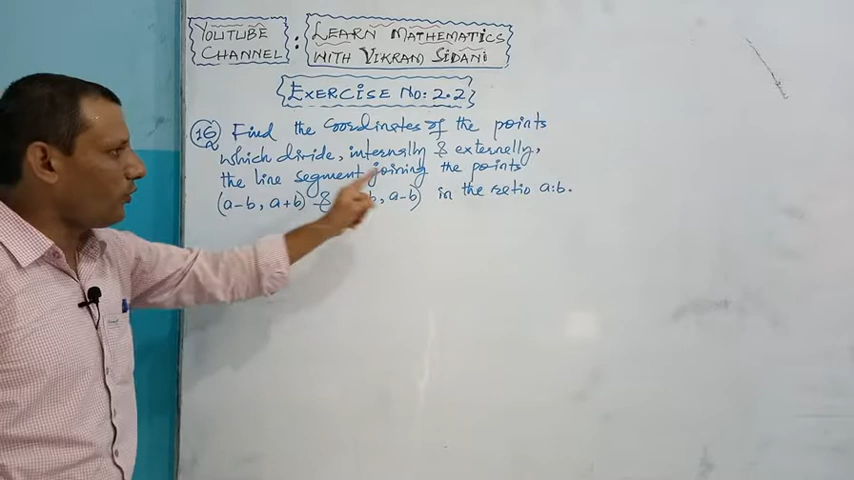 YOUTUBE CHANNEL : LEARN MATHEMATICS WITH VIKRAM SIDANI
EXERCISE NO: 2.2
16 Find the Coordinates of the points
which divide, internally & externally,
the line segment joining the points
(a-b, a+b) & b, a-b) in the ratio a:b.